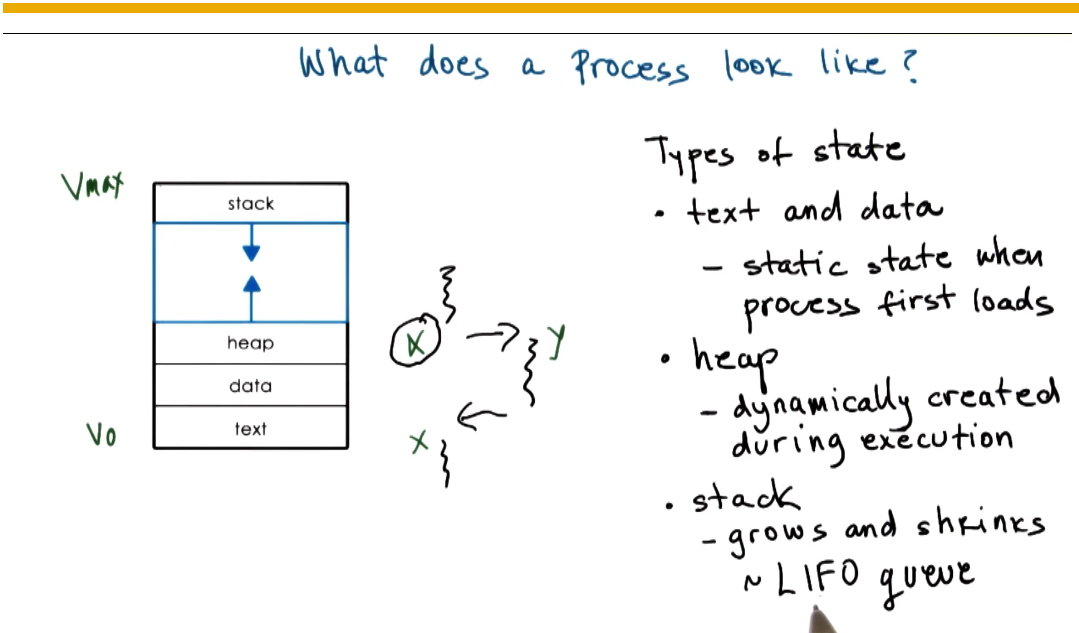 What does a Process look like?
Vmax
stack
heap
data
text
V0
X
y
X
Types of state
• text and data
- static state when
process first loads
• heap
- dynamically created
during execution
• stack
- grows and shrinks
~ LIFO queue